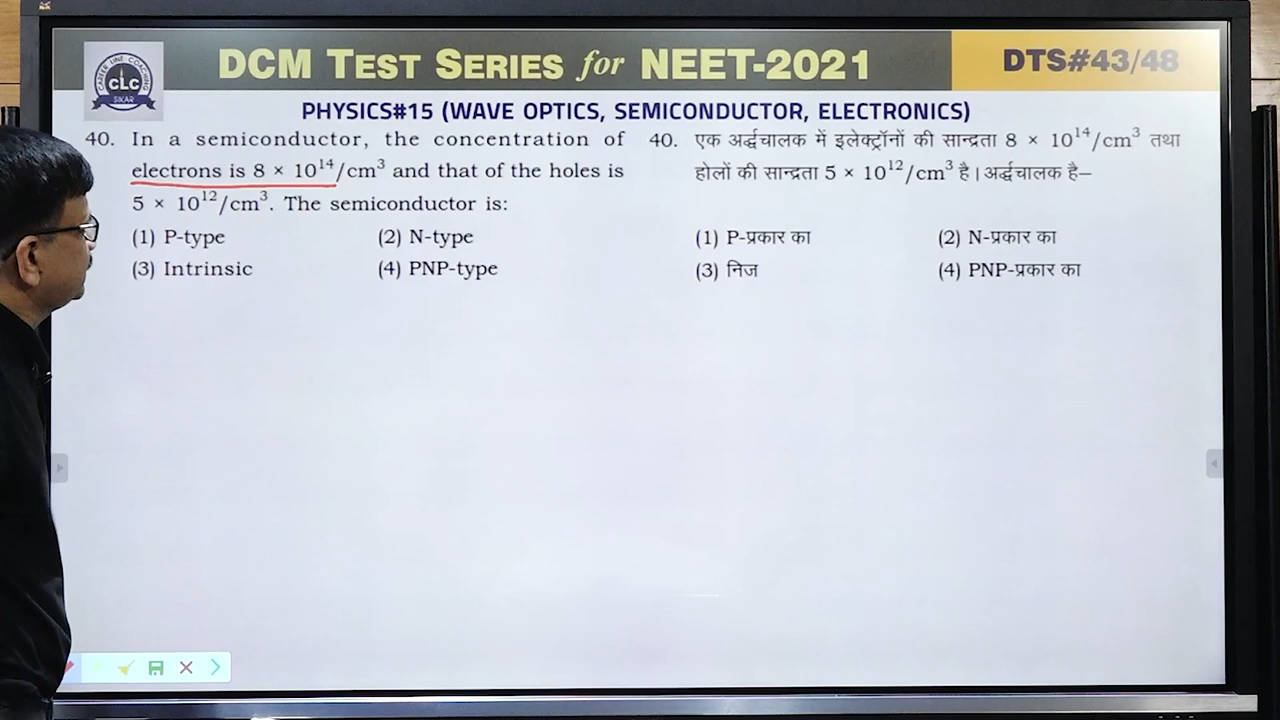 CAREER LINE COACHING
CLC
SIKAR
DCM TEST SERIES for NEET-2021
DTS#43/48
PHYSICS#15 (WAVE OPTICS, SEMICONDUCTOR, ELECTRONICS)
40. In a semiconductor, the concentration of
electrons is 8 × 10¹⁴/cm³ and that of the holes is
5 × 10¹²/cm³. The semiconductor is:
(1) P-type (2) N-type
(3) Intrinsic (4) PNP-type
40. एक अर्द्धचालक में इलेक्ट्रॉनों की सान्द्रता 8 × 10¹⁴/cm³ तथा
होलों की सान्द्रता 5 × 10¹²/cm³ है। अर्द्धचालक है–
(1) P-प्रकार का (2) N-प्रकार का
(3) निज (4) PNP-प्रकार का